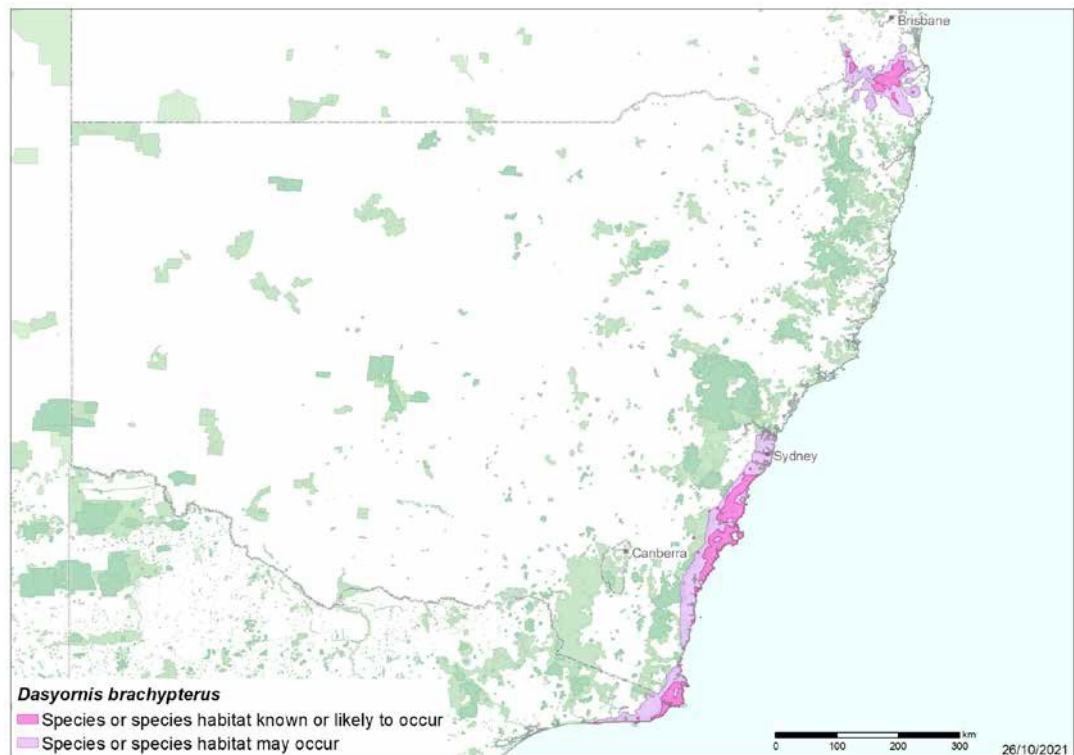 Brisbane
Sydney
Canberra
Dasyornis brachypterus
Species or species habitat known or likely to occur
Species or species habitat may occur
km
0 100 200 300
26/10/2021